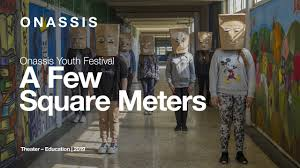 ONASSIS
Onassis Youth Festival
A Few
Square Meters
Theater – Education | 2019